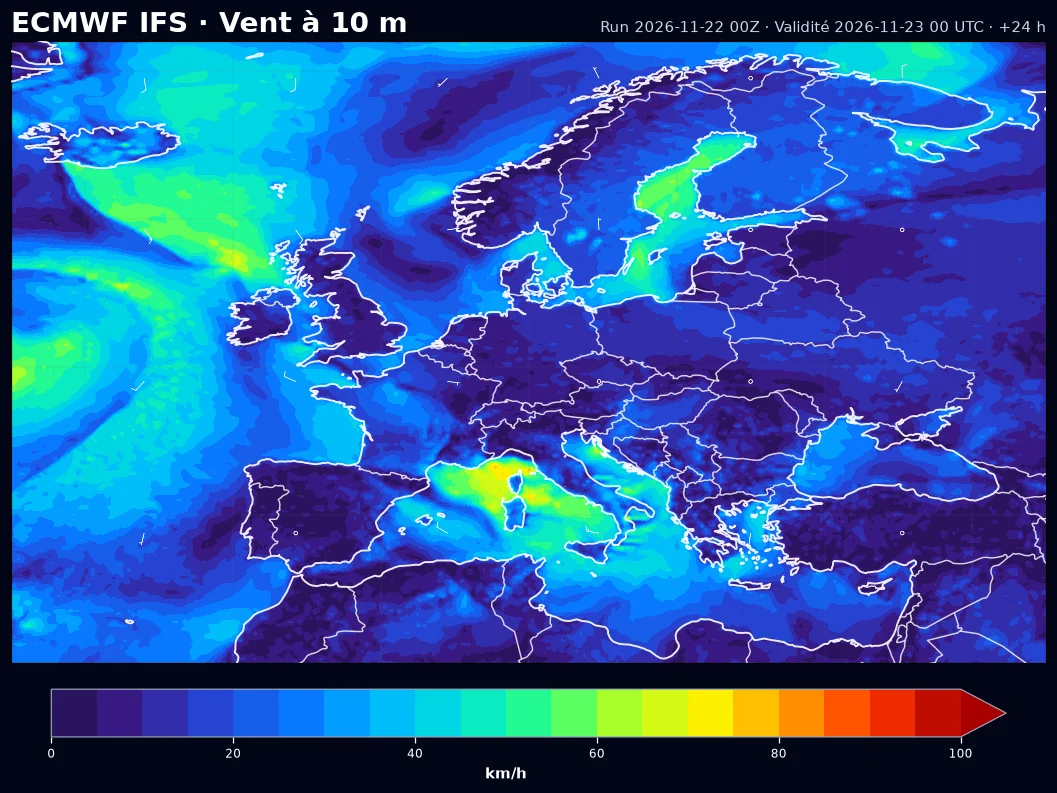 ECMWF IFS · Vent à 10 m
Run 2026-11-22 00Z · Validité 2026-11-23 00 UTC · +24 h
0 20 40 60 80 100
km/h